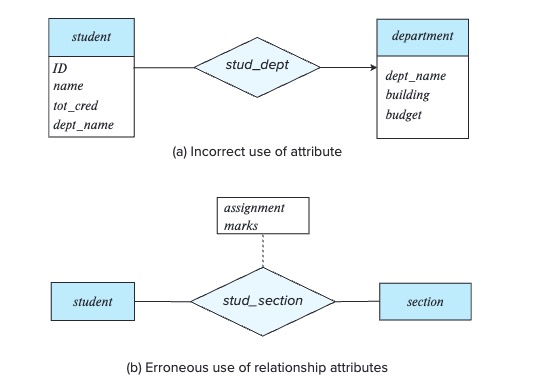 student
ID
name
tot_cred
dept_name
stud_dept
department
dept_name
building
budget
(a) Incorrect use of attribute
assignment
marks
student
stud_section
section
(b) Erroneous use of relationship attributes